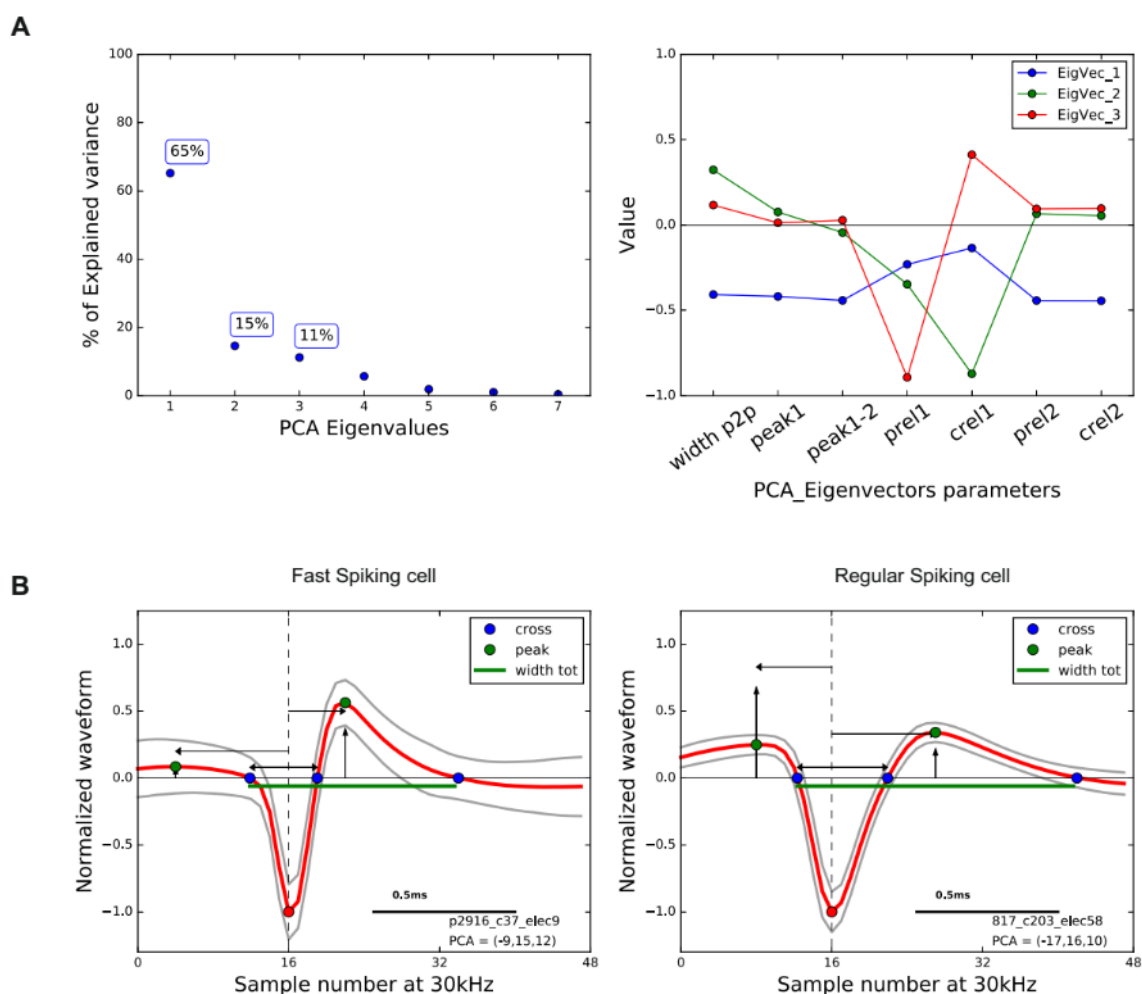 A
100
80
60
40
20
0
65%
15%
11%
1 2 3 4 5 6 7
% of Explained variance
PCA Eigenvalues
1.0
0.5
0.0
−0.5
−1.0
EigVec_1
EigVec_2
EigVec_3
Value
width p2p peak1 peak1-2 prel1 crel1 prel2 crel2
PCA_Eigenvectors parameters
B
Fast Spiking cell
1.0
0.5
0.0
−0.5
−1.0
cross
peak
width tot
Normalized waveform
0.5ms
p2916_c37_elec9
PCA = (-9,15,12)
0 16 32 48
Sample number at 30kHz
Regular Spiking cell
1.0
0.5
0.0
−0.5
−1.0
cross
peak
width tot
Normalized waveform
0.5ms
817_c203_elec58
PCA = (-17,16,10)
0 16 32 48
Sample number at 30kHz